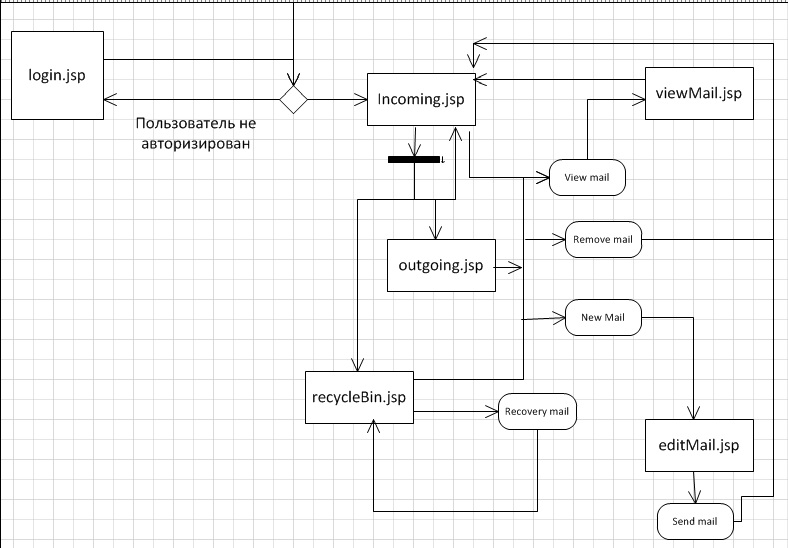 login.jsp
Incoming.jsp
viewMail.jsp
Пользователь не
авторизирован
View mail
Remove mail
outgoing.jsp
New Mail
recycleBin.jsp
Recovery mail
editMail.jsp
Send mail